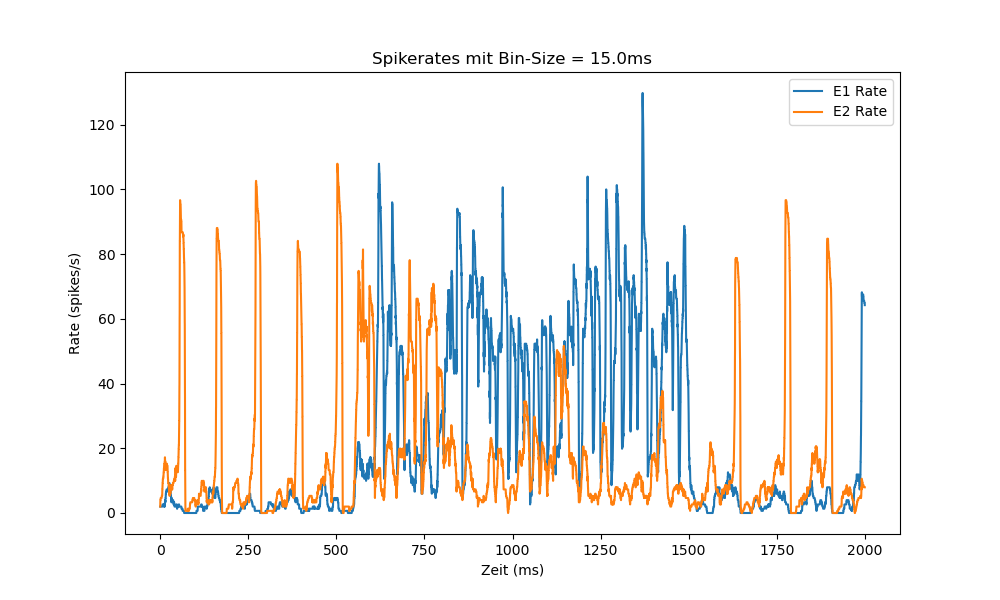 Spikerates mit Bin-Size = 15.0ms
E1 Rate
E2 Rate
Rate (spikes/s)
120
100
80
60
40
20
0
0 250 500 750 1000 1250 1500 1750 2000
Zeit (ms)